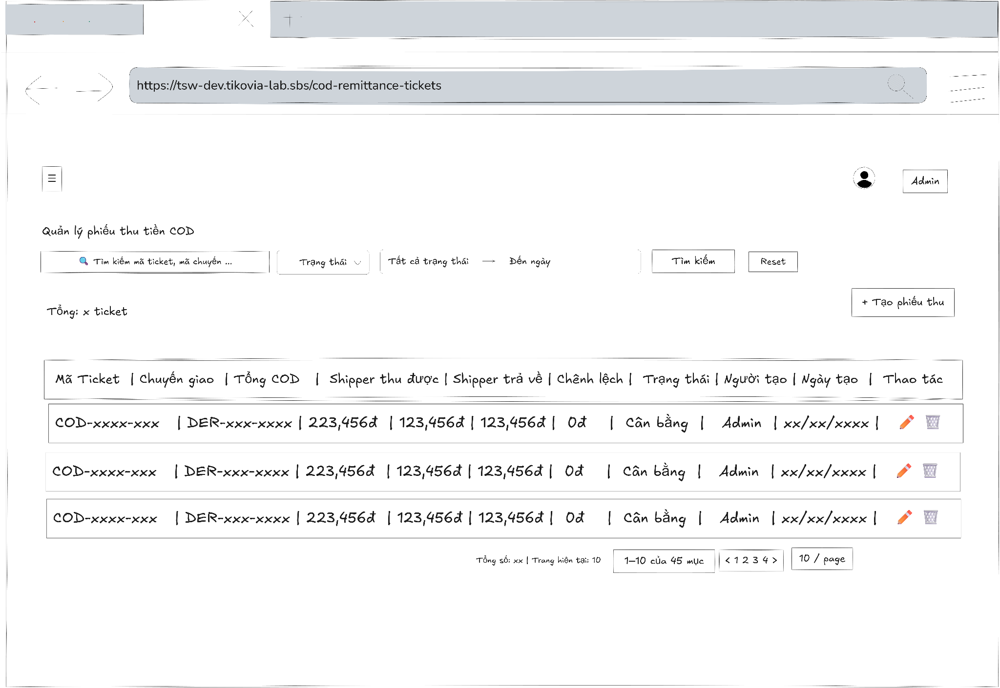 https://tsw-dev.tikovia-lab.sbs/cod-remittance-tickets
☰
Admin
Quản lý phiếu thu tiền COD
🔍 Tìm kiếm mã ticket, mã chuyến ...
Trạng thái
Tất cả trạng thái → Đến ngày
Tìm kiếm
Reset
+ Tạo phiếu thu
Tổng: x ticket
Mã Ticket | Chuyến giao | Tổng COD | Shipper thu được | Shipper trả về | Chênh lệch | Trạng thái | Người tạo | Ngày tạo | Thao tác
COD-xxxx-xxx | DER-xxx-xxxx | 223,456đ | 123,456đ | 123,456đ | 0đ | Cân bằng | Admin | xx/xx/xxxx | ✏️ 🗑️
COD-xxxx-xxx | DER-xxx-xxxx | 223,456đ | 123,456đ | 123,456đ | 0đ | Cân bằng | Admin | xx/xx/xxxx | ✏️ 🗑️
COD-xxxx-xxx | DER-xxx-xxxx | 223,456đ | 123,456đ | 123,456đ | 0đ | Cân bằng | Admin | xx/xx/xxxx | ✏️ 🗑️
Tổng số: xx | Trang hiện tại: 10
1–10 của 45 mục
< 1 2 3 4 >
10 / page